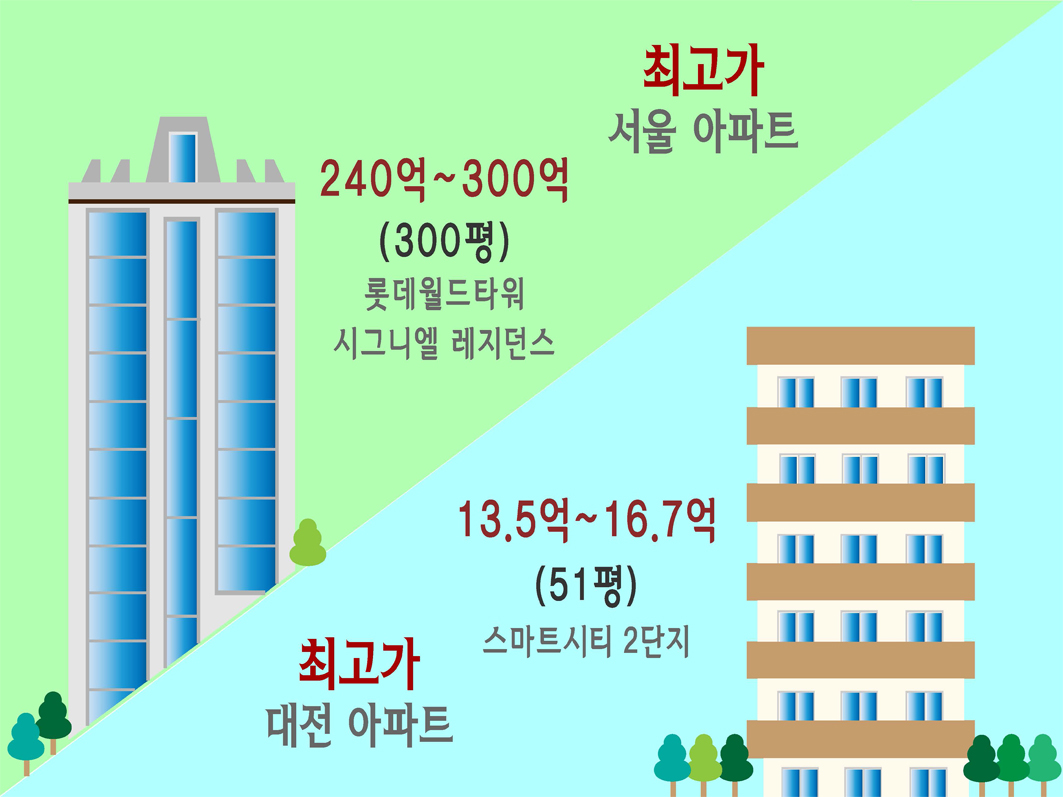 최고가
서울 아파트
240억~300억
(300평)
롯데월드타워
시그니엘 레지던스
13.5억~16.7억
(51평)
스마트시티 2단지
최고가
대전 아파트